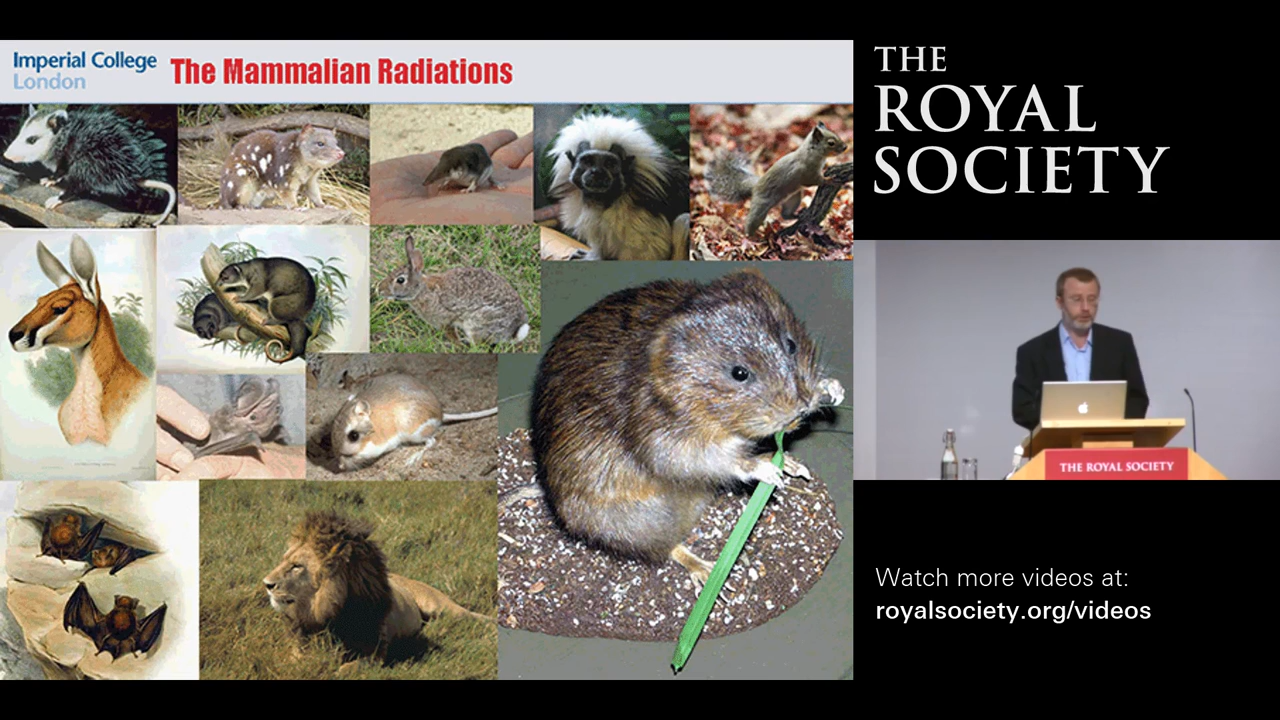 Imperial College
London
The Mammalian Radiations
THE
ROYAL
SOCIETY
THE ROYAL SOCIETY
Watch more videos at:
royalsociety.org/videos